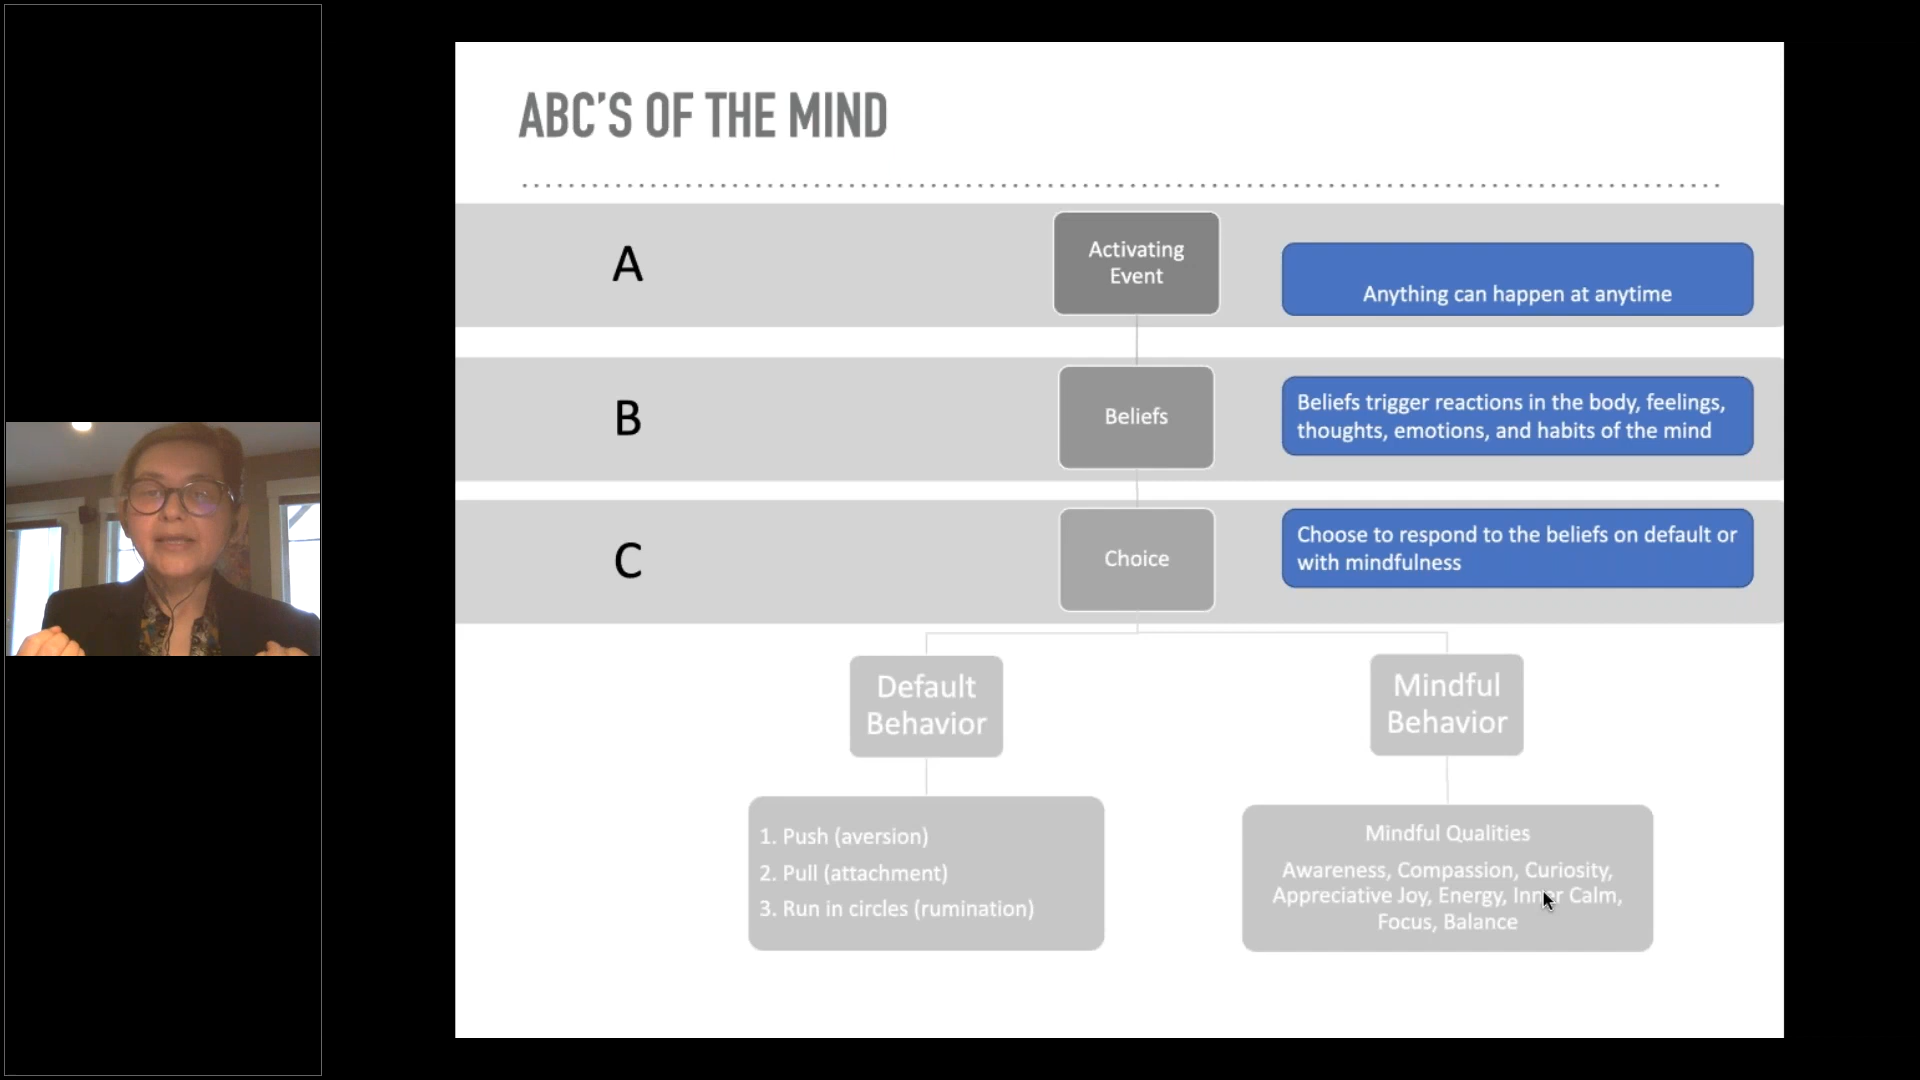 ABC'S OF THE MIND
A
Activating
Event
Anything can happen at anytime
B
Beliefs
Beliefs trigger reactions in the body, feelings,
thoughts, emotions, and habits of the mind
C
Choice
Choose to respond to the beliefs on default or
with mindfulness
Default
Behavior
Mindful
Behavior
1. Push (aversion)
2. Pull (attachment)
3. Run in circles (rumination)
Mindful Qualities
Awareness, Compassion, Curiosity,
Appreciative Joy, Energy, Inner Calm,
Focus, Balance